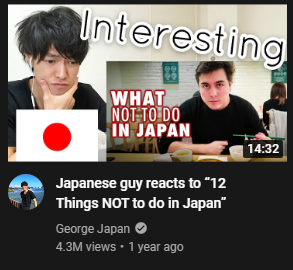 Interesting
WHAT
NOT TO DO
IN JAPAN
14:32
Japanese guy reacts to “12
Things NOT to do in Japan”
George Japan
4.3M views • 1 year ago